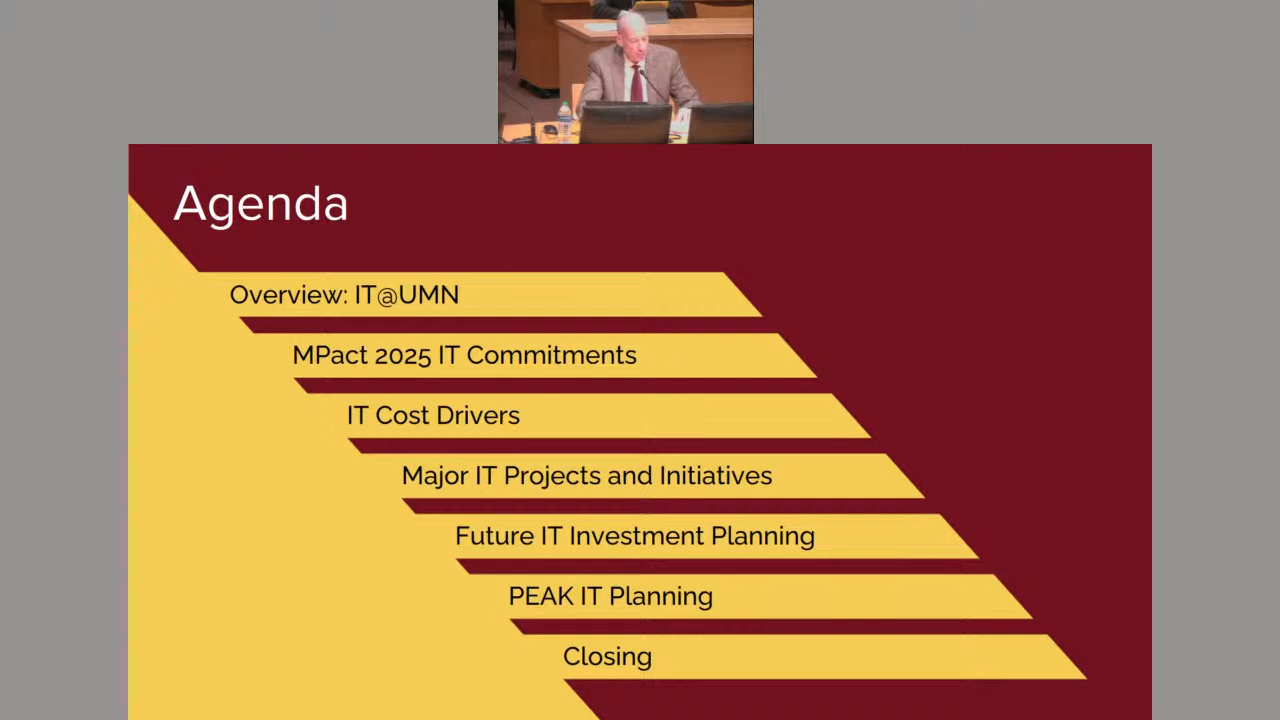 Agenda
Overview: IT@UMN
MPact 2025 IT Commitments
IT Cost Drivers
Major IT Projects and Initiatives
Future IT Investment Planning
PEAK IT Planning
Closing